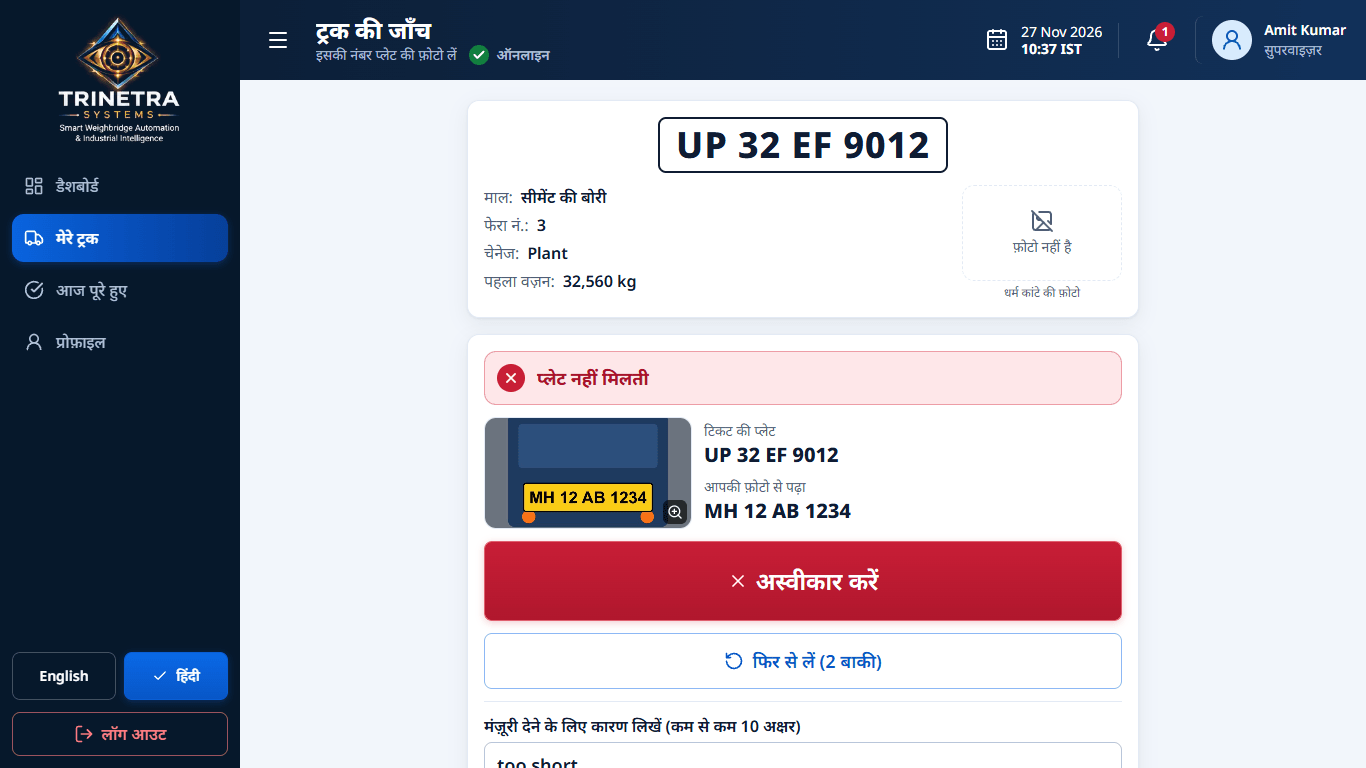 TRINETRA
SYSTEMS
Smart Weighbridge Automation
& Industrial Intelligence
डैशबोर्ड
मेरे ट्रक
आज पूरे हुए
प्रोफ़ाइल
English
हिंदी
लॉग आउट
ट्रक की जाँच
इसकी नंबर प्लेट की फ़ोटो लें
ऑनलाइन
27 Nov 2026
10:37 IST
1
Amit Kumar
सुपरवाइज़र
UP 32 EF 9012
माल: सीमेंट की बोरी
फेरा नं.: 3
चेनेज: Plant
पहला वज़न: 32,560 kg
फ़ोटो नहीं है
धर्म कांटे की फ़ोटो
प्लेट नहीं मिलती
MH 12 AB 1234
टिकट की प्लेट
UP 32 EF 9012
आपकी फ़ोटो से पढ़ा
MH 12 AB 1234
अस्वीकार करें
फिर से लें (2 बाकी)
मंज़ूरी देने के लिए कारण लिखें (कम से कम 10 अक्षर)
too short